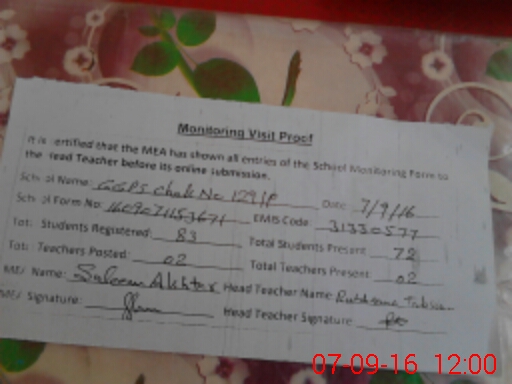 Monitoring Visit Proof
It is certified that the MEA has shown all entries of the School Monitoring Form to
the Head Teacher before its online submission.
School Name: GGPS Chak No 129/P Date: 7/9/16
School Form No: 1609071153671 EMIS Code: 31330577
Tot: Students Registered: 83 Total Students Present 72
Tot: Teachers Posted: 02 Total Teachers Present: 02
MEA Name: Saleem Akhtar Head Teacher Name
MEA Signature: Head Teacher Signature
07-09-16 12:00